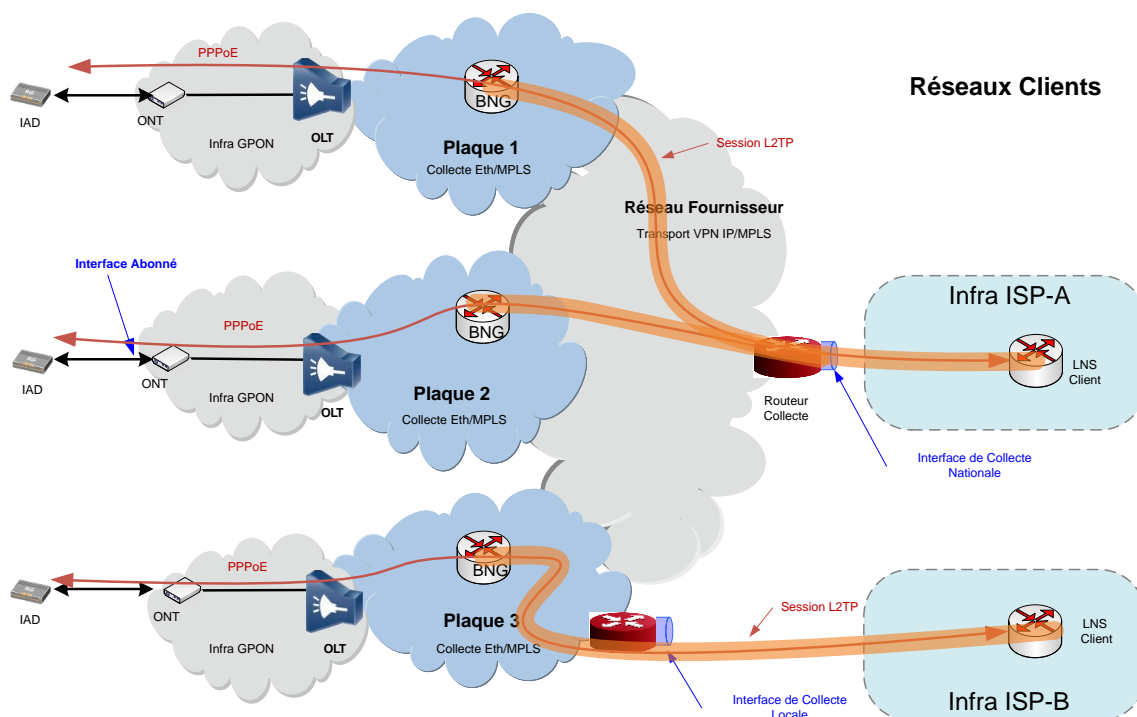 Réseaux Clients
PPPoE
IAD
ONT
Infra GPON
OLT
BNG
Plaque 1
Collecte Eth/MPLS
Session L2TP
Réseau Fournisseur
Transport VPN IP/MPLS
Interface Abonné
PPPoE
IAD
ONT
Infra GPON
OLT
BNG
Plaque 2
Collecte Eth/MPLS
Routeur
Collecte
Infra ISP-A
LNS
Client
Interface de Collecte
Nationale
PPPoE
IAD
ONT
Infra GPON
OLT
BNG
Plaque 3
Collecte Eth/MPLS
Session L2TP
LNS
Client
Interface de Collecte
Locale
Infra ISP-B